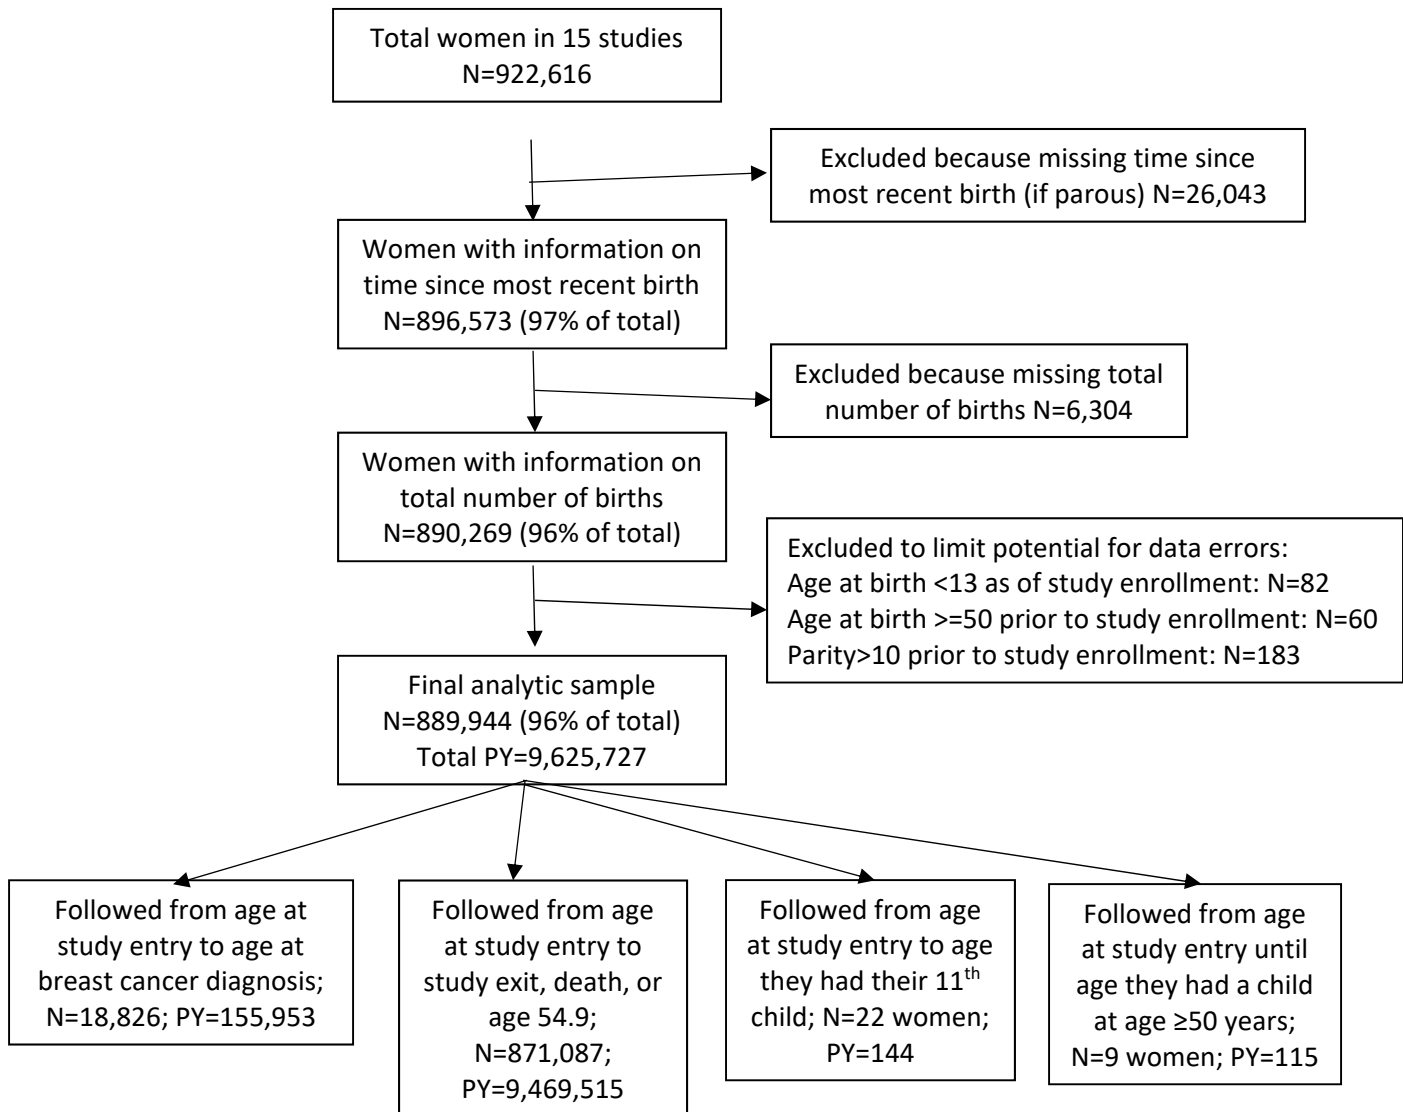 Total women in 15 studies
N=922,616
Excluded because missing time since
most recent birth (if parous) N=26,043
Women with information on
time since most recent birth
N=896,573 (97% of total)
Excluded because missing total
number of births N=6,304
Women with information on
total number of births
N=890,269 (96% of total)
Excluded to limit potential for data errors:
Age at birth <13 as of study enrollment: N=82
Age at birth >=50 prior to study enrollment: N=60
Parity>10 prior to study enrollment: N=183
Final analytic sample
N=889,944 (96% of total)
Total PY=9,625,727
Followed from age at
study entry to age at
breast cancer diagnosis;
N=18,826; PY=155,953
Followed from age
at study entry to
study exit, death, or
age 54.9;
N=871,087;
PY=9,469,515
Followed from age
at study entry to age
they had their 11th
child; N=22 women;
PY=144
Followed from age
at study entry until
age they had a child
at age ≥50 years;
N=9 women; PY=115